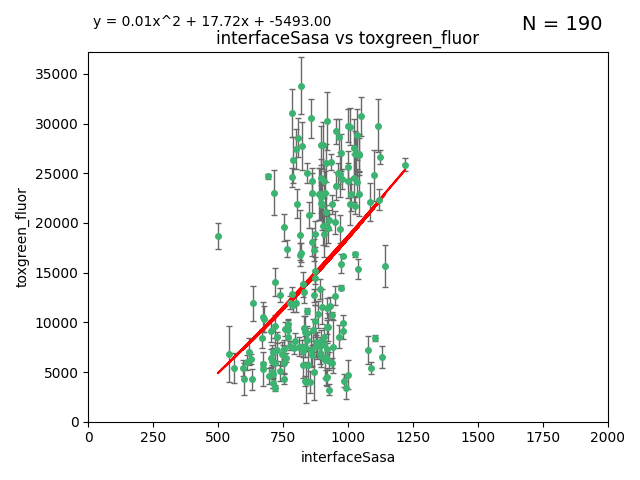 y = 0.01x^2 + 17.72x + -5493.00
N = 190
interfaceSasa vs toxgreen_fluor
35000
30000
25000
20000
15000
10000
5000
0
toxgreen_fluor
0 250 500 750 1000 1250 1500 1750 2000
interfaceSasa